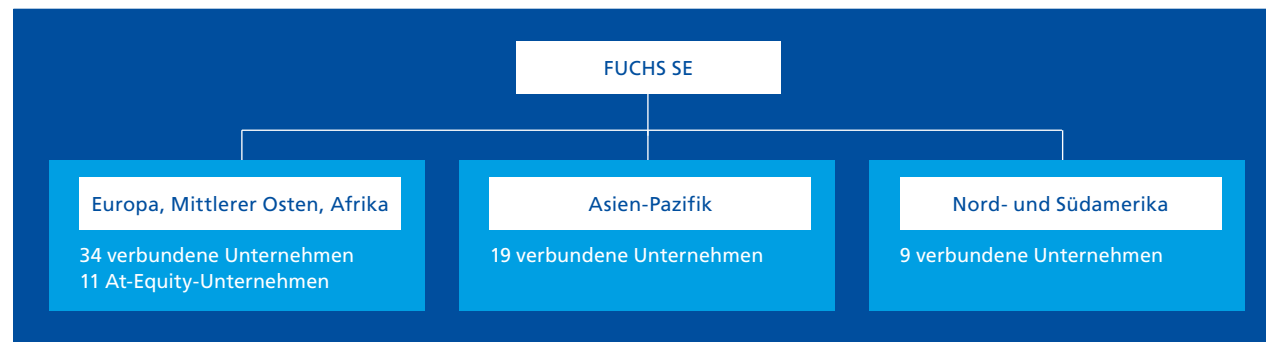 FUCHS SE
Europa, Mittlerer Osten, Afrika
34 verbundene Unternehmen
11 At-Equity-Unternehmen
Asien-Pazifik
19 verbundene Unternehmen
Nord- und Südamerika
9 verbundene Unternehmen